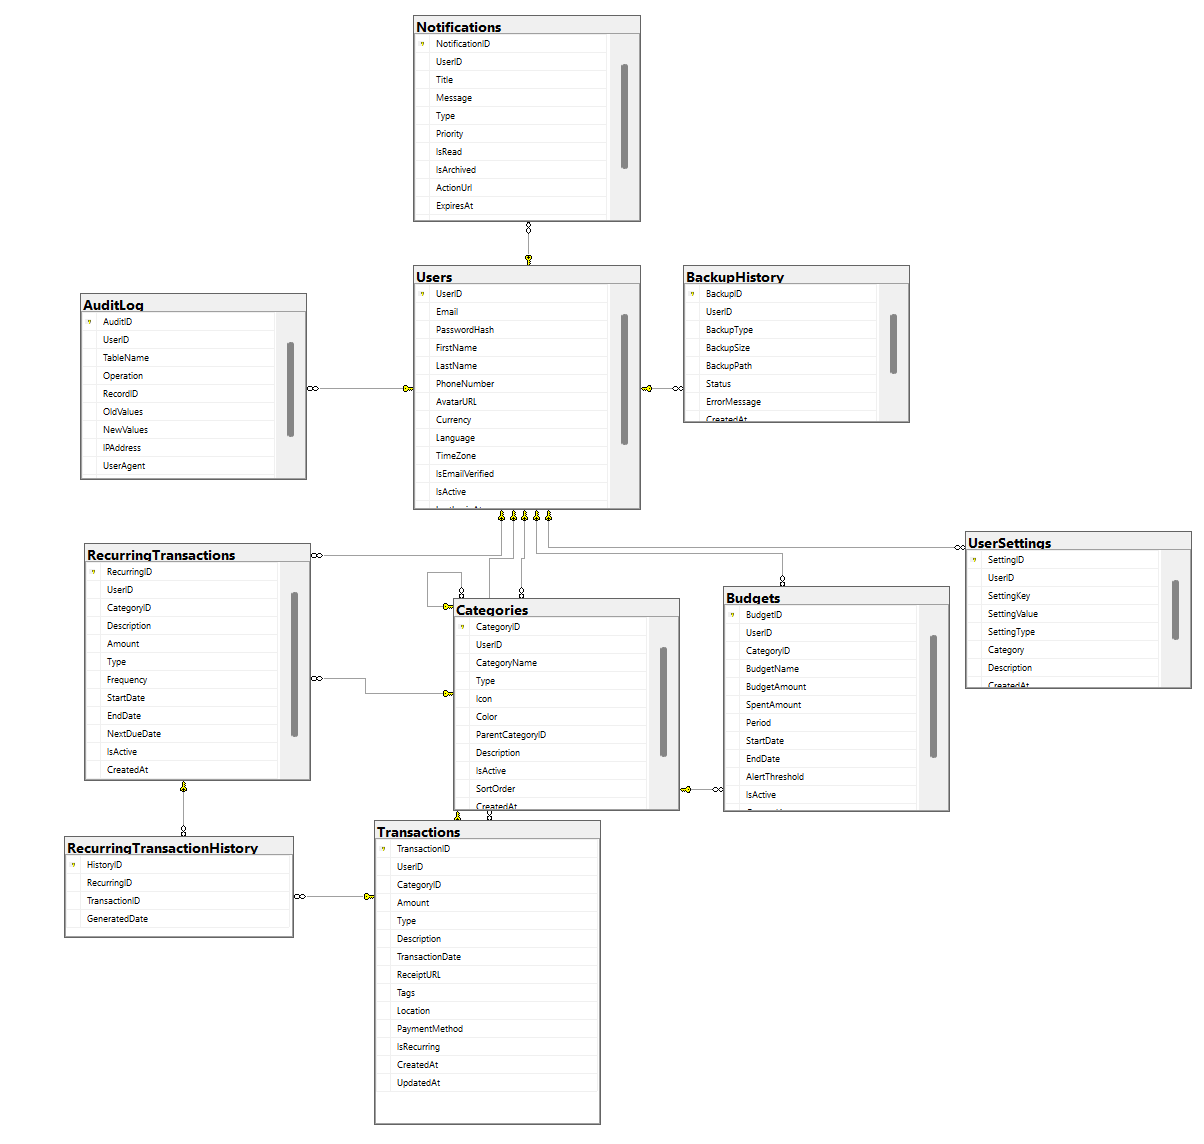 Notifications
NotificationID
UserID
Title
Message
Type
Priority
IsRead
IsArchived
ActionUrl
ExpiresAt
Users
UserID
Email
PasswordHash
FirstName
LastName
PhoneNumber
AvatarURL
Currency
Language
TimeZone
IsEmailVerified
IsActive
BackupHistory
BackupID
UserID
BackupType
BackupSize
BackupPath
Status
ErrorMessage
CreatedAt
AuditLog
AuditID
UserID
TableName
Operation
RecordID
OldValues
NewValues
IPAddress
UserAgent
RecurringTransactions
RecurringID
UserID
CategoryID
Description
Amount
Type
Frequency
StartDate
EndDate
NextDueDate
IsActive
CreatedAt
Categories
CategoryID
UserID
CategoryName
Type
Icon
Color
ParentCategoryID
Description
IsActive
SortOrder
CreatedAt
Budgets
BudgetID
UserID
CategoryID
BudgetName
BudgetAmount
SpentAmount
Period
StartDate
EndDate
AlertThreshold
IsActive
UserSettings
SettingID
UserID
SettingKey
SettingValue
SettingType
Category
Description
CreatedAt
RecurringTransactionHistory
HistoryID
RecurringID
TransactionID
GeneratedDate
Transactions
TransactionID
UserID
CategoryID
Amount
Type
Description
TransactionDate
ReceiptURL
Tags
Location
PaymentMethod
IsRecurring
CreatedAt
UpdatedAt